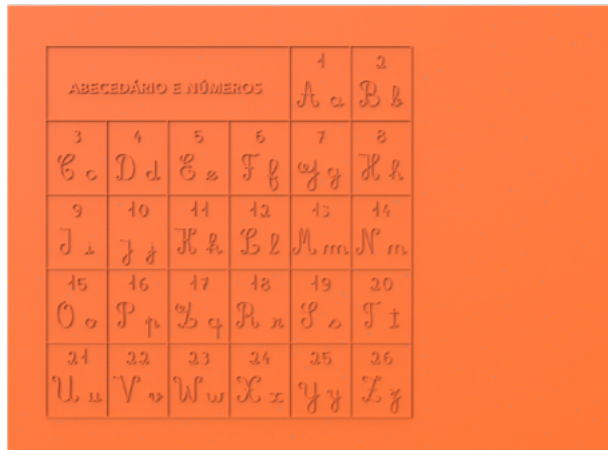 ABECEDÁRIO E NÚMEROS
1 2
A a B b
3 4 5 6 7 8
C c D d E e F f G g H h
9 10 11 12 13 14
I i J j K k L l M m N n
15 16 17 18 19 20
O o P p Q q R r S s T t
21 22 23 24 25 26
U u V v W w X x Y y Z z